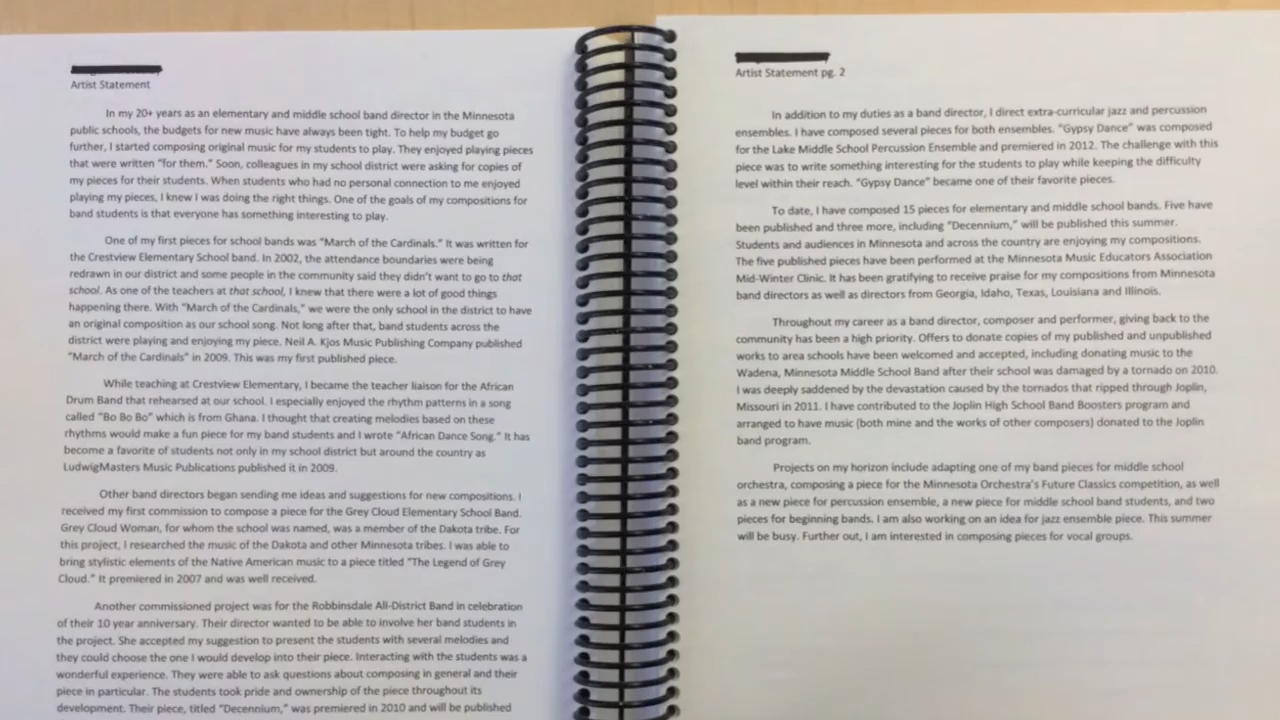 Artist Statement
In my 20+ years as an elementary and middle school band director in the Minnesota
public schools, the budgets for new music have always been tight. To help my budget go
further, I started composing original music for my students to play. They enjoyed playing pieces
that were written "for them." Soon, colleagues in my school district were asking for copies of
my pieces for their students. When students who had no personal connection to me enjoyed
playing my pieces, I knew I was doing the right things. One of the goals of my compositions for
band students is that everyone has something interesting to play.
One of my first pieces for school bands was "March of the Cardinals." It was written for
the Crestview Elementary School band. In 2002, the attendance boundaries were being
redrawn in our district and some people in the community said they didn't want to go to that
school. As one of the teachers at that school, I knew that there were a lot of good things
happening there. With "March of the Cardinals," we were the only school in the district to have
an original composition as our school song. Not long after that, band students across the
district were playing and enjoying my piece. Neil A. Kjos Music Publishing Company published
"March of the Cardinals" in 2009. This was my first published piece.
While teaching at Crestview Elementary, I became the teacher liaison for the African
Drum Band that rehearsed at our school. I especially enjoyed the rhythm patterns in a song
called "Bo Bo Bo" which is from Ghana. I thought that creating melodies based on these
rhythms would make a fun piece for my band students and I wrote "African Dance Song." It has
become a favorite of students not only in my school district but around the country as
LudwigMasters Music Publications published it in 2009.
Other band directors began sending me ideas and suggestions for new compositions. I
received my first commission to compose a piece for the Grey Cloud Elementary School Band.
Grey Cloud Woman, for whom the school was named, was a member of the Dakota tribe. For
this project, I researched the music of the Dakota and other Minnesota tribes. I was able to
bring stylistic elements of the Native American music to a piece titled "The Legend of Grey
Cloud." It premiered in 2007 and was well received.
Another commissioned project was for the Robbinsdale All-District Band in celebration
of their 10 year anniversary. Their director wanted to be able to involve her band students in
the project. She accepted my suggestion to present the students with several melodies and
they could choose the one I would develop into their piece. Interacting with the students was a
wonderful experience. They were able to ask questions about composing in general and their
piece in particular. The students took pride and ownership of the piece throughout its
development. Their piece, titled "Decennium," was premiered in 2010 and will be published
Artist Statement pg. 2
In addition to my duties as a band director, I direct extra-curricular jazz and percussion
ensembles. I have composed several pieces for both ensembles. "Gypsy Dance" was composed
for the Lake Middle School Percussion Ensemble and premiered in 2012. The challenge with this
piece was to write something interesting for the students to play while keeping the difficulty
level within their reach. "Gypsy Dance" became one of their favorite pieces.
To date, I have composed 15 pieces for elementary and middle school bands. Five have
been published and three more, including "Decennium," will be published this summer.
Students and audiences in Minnesota and across the country are enjoying my compositions.
The five published pieces have been performed at the Minnesota Music Educators Association
Mid-Winter Clinic. It has been gratifying to receive praise for my compositions from Minnesota
band directors as well as directors from Georgia, Idaho, Texas, Louisiana and Illinois.
Throughout my career as a band director, composer and performer, giving back to the
community has been a high priority. Offers to donate copies of my published and unpublished
works to area schools have been welcomed and accepted, including donating music to the
Wadena, Minnesota Middle School Band after their school was damaged by a tornado on 2010.
I was deeply saddened by the devastation caused by the tornados that ripped through Joplin,
Missouri in 2011. I have contributed to the Joplin High School Band Boosters program and
arranged to have music (both mine and the works of other composers) donated to the Joplin
band program.
Projects on my horizon include adapting one of my band pieces for middle school
orchestra, composing a piece for the Minnesota Orchestra's Future Classics competition, as well
as a new piece for percussion ensemble, a new piece for middle school band students, and two
pieces for beginning bands. I am also working on an idea for jazz ensemble piece. This summer
will be busy. Further out, I am interested in composing pieces for vocal groups.